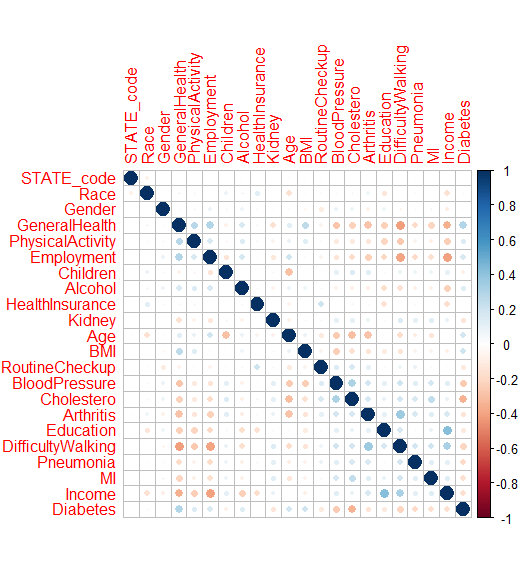 STATE_code
Race
Gender
GeneralHealth
PhysicalActivity
Employment
Children
Alcohol
HealthInsurance
Kidney
Age
BMI
RoutineCheckup
BloodPressure
Cholestero
Arthritis
Education
DifficultyWalking
Pneumonia
MI
Income
Diabetes
STATE_code
Race
Gender
GeneralHealth
PhysicalActivity
Employment
Children
Alcohol
HealthInsurance
Kidney
Age
BMI
RoutineCheckup
BloodPressure
Cholestero
Arthritis
Education
DifficultyWalking
Pneumonia
MI
Income
Diabetes
1
0.8
0.6
0.4
0.2
0
-0.2
-0.4
-0.6
-0.8
-1